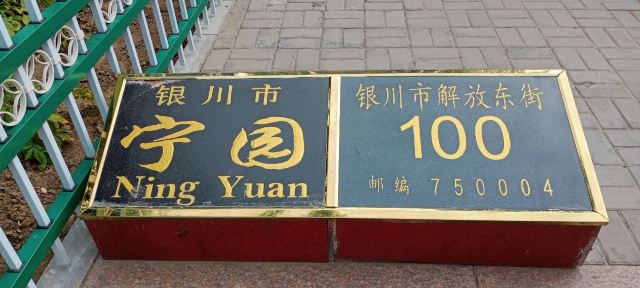 银川市
宁园
Ning Yuan
银川市解放东街
100
邮编 750004